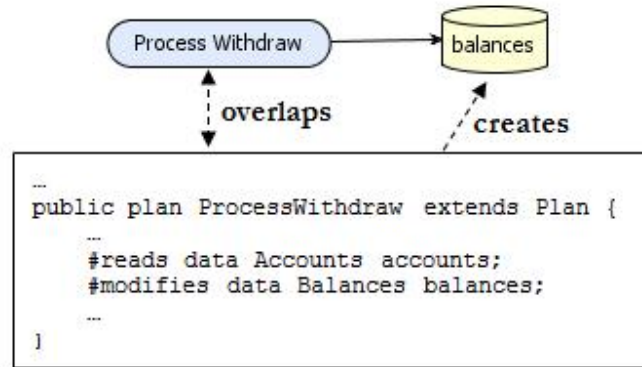 Process Withdraw
balances
overlaps
creates
…
public plan ProcessWithdraw extends Plan {
…
#reads data Accounts accounts;
#modifies data Balances balances;
…
}